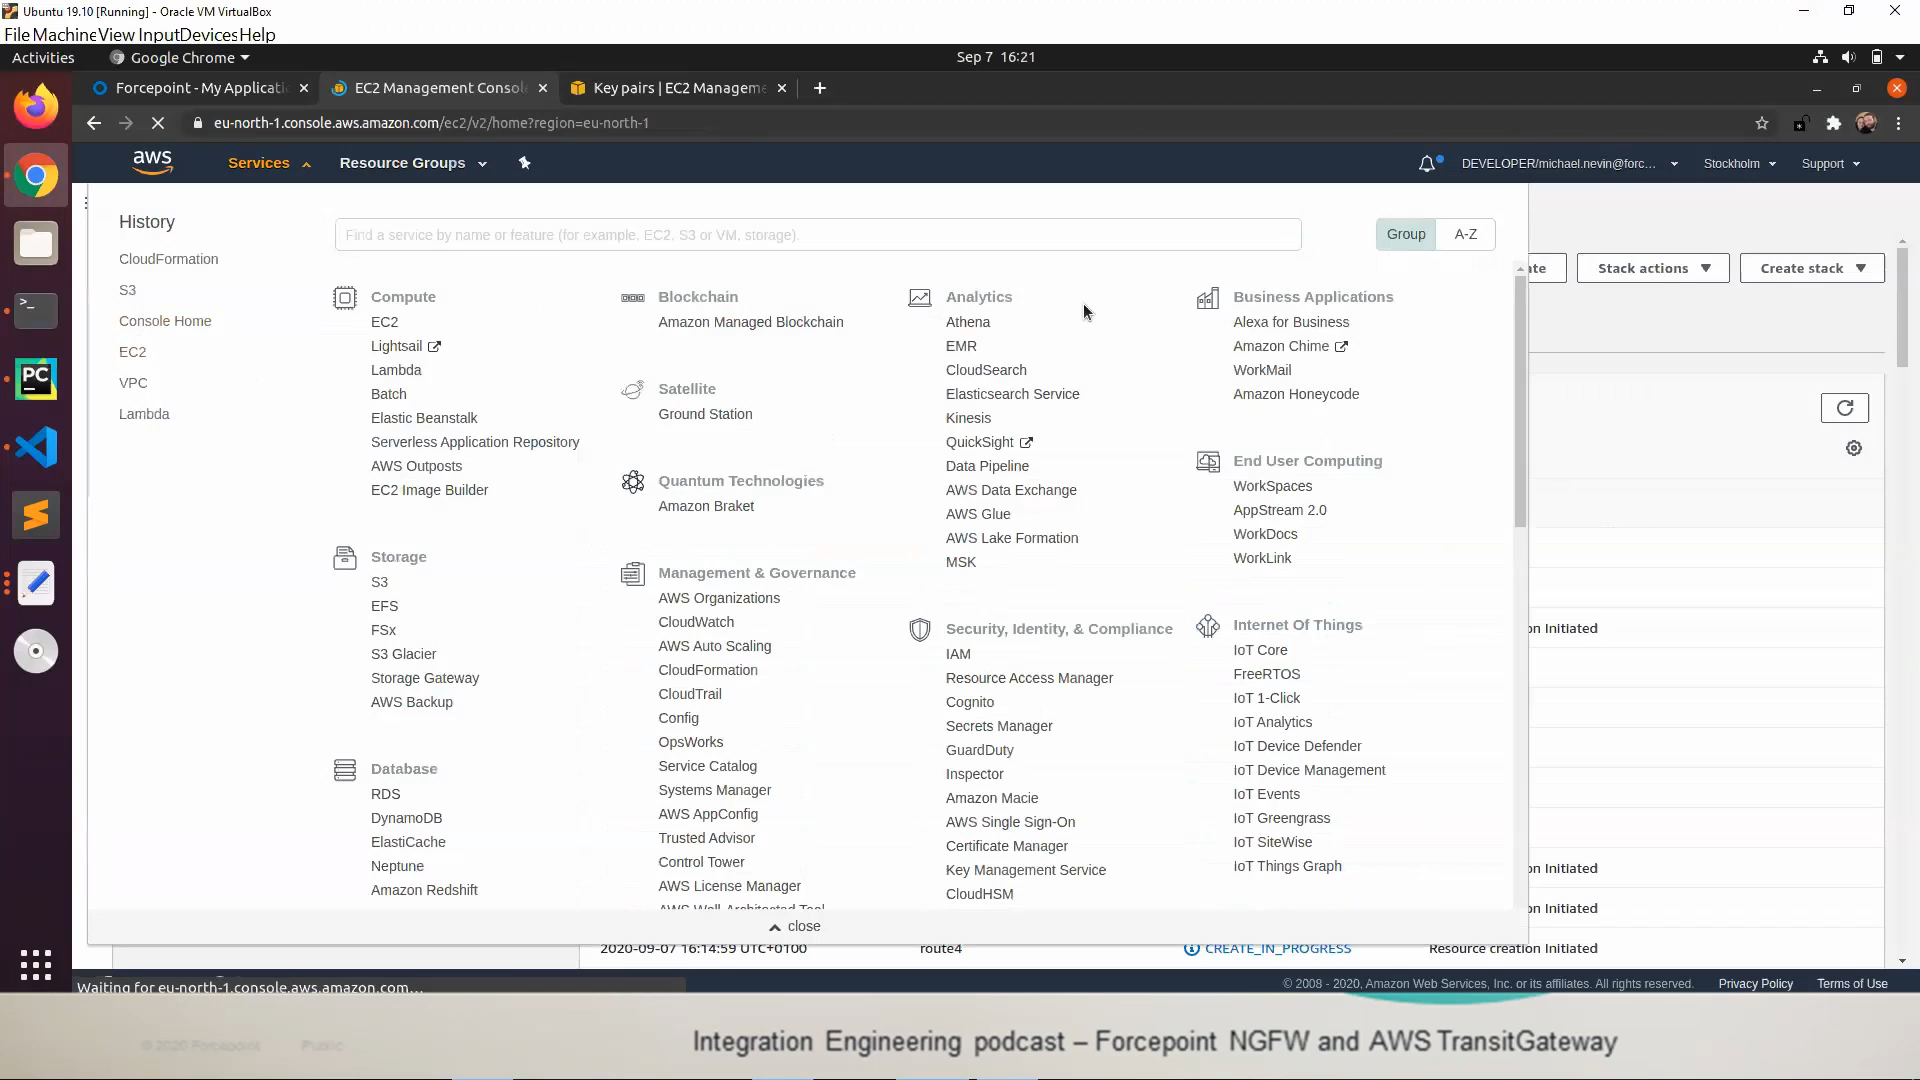 Ubuntu 19.10 [Running] - Oracle VM VirtualBox
File Machine View Input Devices Help
Activities Google Chrome Sep 7 16:21
Forcepoint - My Applicati EC2 Management Console Key pairs | EC2 Manageme
eu-north-1.console.aws.amazon.com/ec2/v2/home?region=eu-north-1
aws Services Resource Groups DEVELOPER/michael.nevin@forc... Stockholm Support
History
CloudFormation
S3
Console Home
EC2
VPC
Lambda
Find a service by name or feature (for example, EC2, S3 or VM, storage).
Group A-Z
Stack actions Create stack
Compute
EC2
Lightsail
Lambda
Batch
Elastic Beanstalk
Serverless Application Repository
AWS Outposts
EC2 Image Builder
Storage
S3
EFS
FSx
S3 Glacier
Storage Gateway
AWS Backup
Database
RDS
DynamoDB
ElastiCache
Neptune
Amazon Redshift
Blockchain
Amazon Managed Blockchain
Satellite
Ground Station
Quantum Technologies
Amazon Braket
Management & Governance
AWS Organizations
CloudWatch
AWS Auto Scaling
CloudFormation
CloudTrail
Config
OpsWorks
Service Catalog
Systems Manager
AWS AppConfig
Trusted Advisor
Control Tower
AWS License Manager
AWS Well-Architected Tool
Analytics
Athena
EMR
CloudSearch
Elasticsearch Service
Kinesis
QuickSight
Data Pipeline
AWS Data Exchange
AWS Glue
AWS Lake Formation
MSK
Security, Identity, & Compliance
IAM
Resource Access Manager
Cognito
Secrets Manager
GuardDuty
Inspector
Amazon Macie
AWS Single Sign-On
Certificate Manager
Key Management Service
CloudHSM
Business Applications
Alexa for Business
Amazon Chime
WorkMail
Amazon Honeycode
End User Computing
WorkSpaces
AppStream 2.0
WorkDocs
WorkLink
Internet Of Things
IoT Core
FreeRTOS
IoT 1-Click
IoT Analytics
IoT Device Defender
IoT Device Management
IoT Events
IoT Greengrass
IoT SiteWise
IoT Things Graph
on Initiated
on Initiated
on Initiated
close
2020-09-07 16:14:59 UTC+0100 route4 CREATE_IN_PROGRESS Resource creation Initiated
Waiting for eu-north-1.console.aws.amazon.com...
© 2008 - 2020, Amazon Web Services, Inc. or its affiliates. All rights reserved. Privacy Policy Terms of Use
© 2020 Forcepoint Public
Integration Engineering podcast – Forcepoint NGFW and AWS TransitGateway